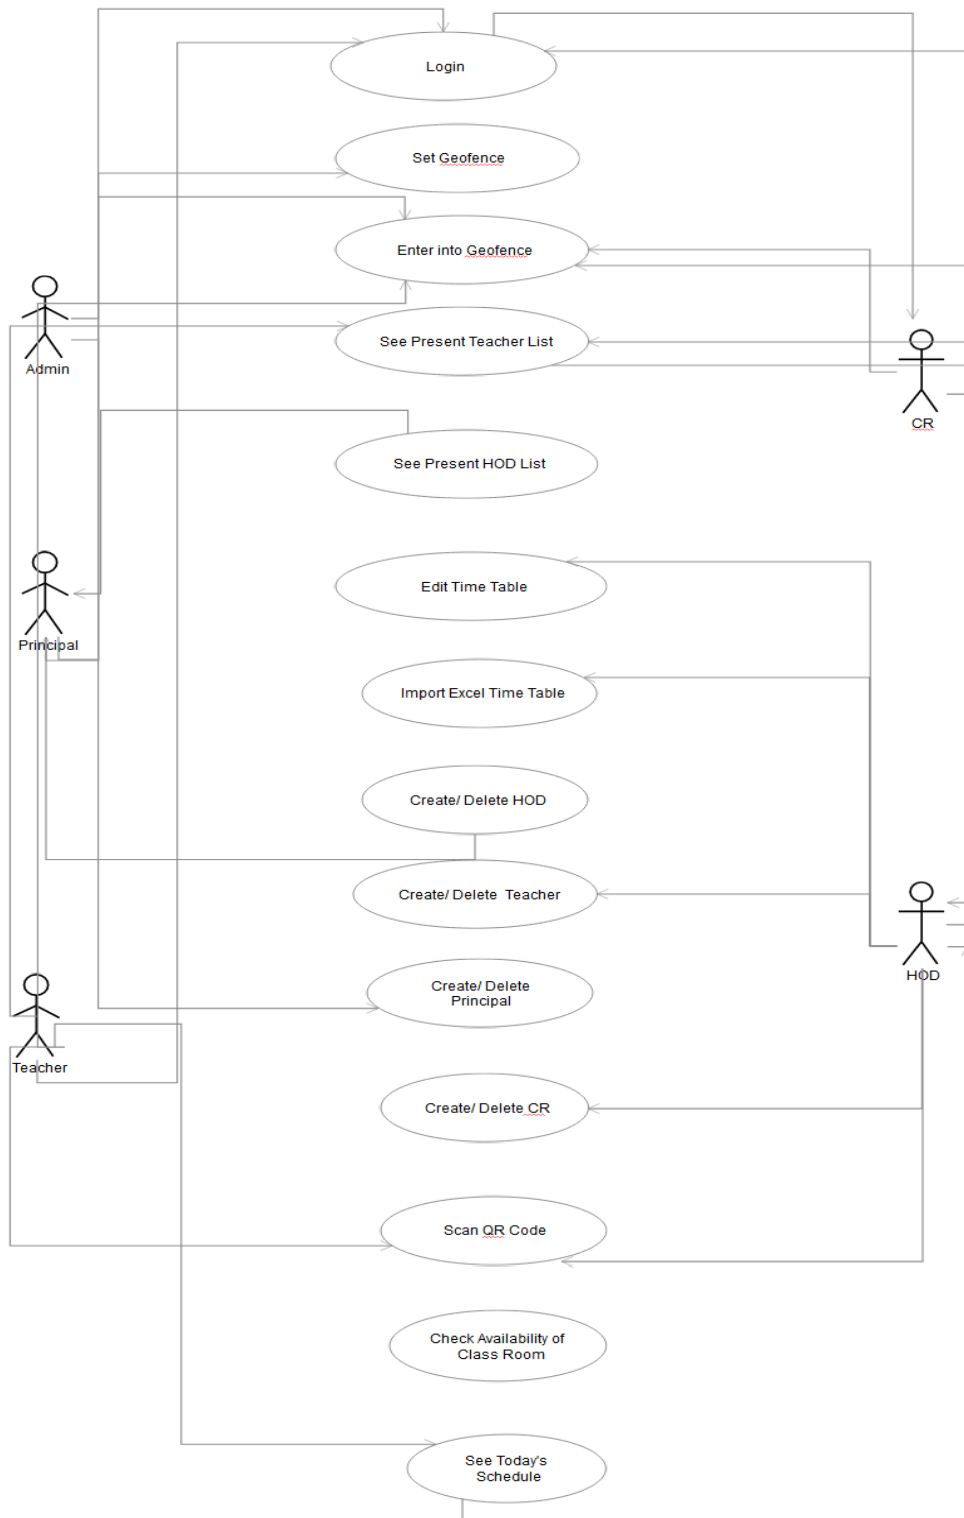 Login
Set Geofence
Enter into Geofence
See Present Teacher List
Admin
CR
See Present HOD List
Edit Time Table
Principal
Import Excel Time Table
Create/ Delete HOD
Create/ Delete Teacher
HOD
Create/ Delete
Principal
Teacher
Create/ Delete CR
Scan QR Code
Check Availability of
Class Room
See Today's
Schedule